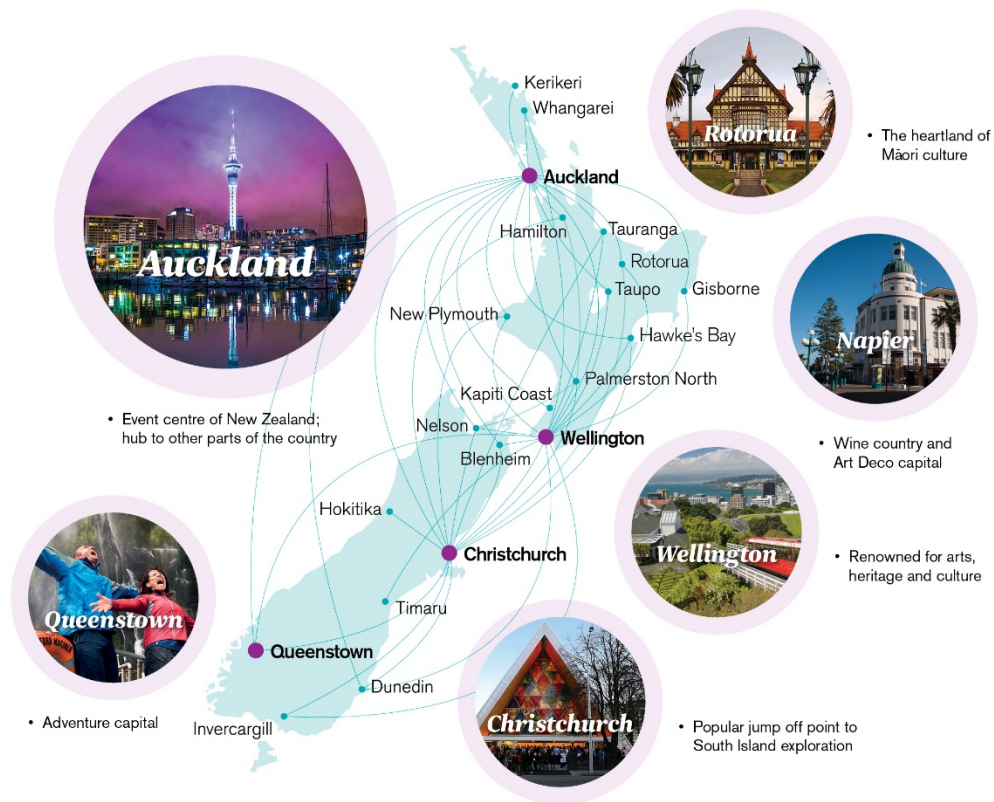 Kerikeri
Whangarei
Auckland
Hamilton
Tauranga
Rotorua
Taupo
Gisborne
New Plymouth
Hawke's Bay
Palmerston North
Kapiti Coast
Nelson
Wellington
Blenheim
Hokitika
Christchurch
Timaru
Queenstown
Dunedin
Invercargill
Auckland
• Event centre of New Zealand;
hub to other parts of the country
Rotorua
• The heartland of
Māori culture
Napier
• Wine country and
Art Deco capital
Wellington
• Renowned for arts,
heritage and culture
Queenstown
• Adventure capital
Christchurch
• Popular jump off point to
South Island exploration